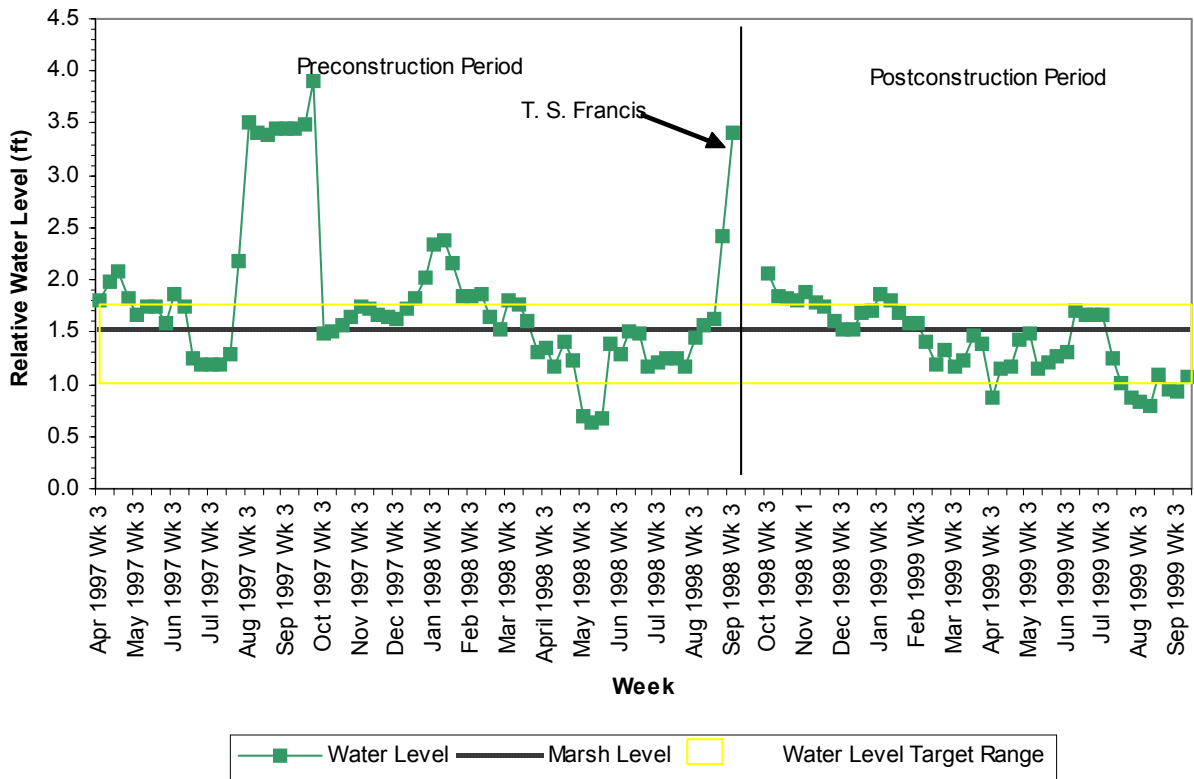 4.5
4.0
3.5
3.0
2.5
2.0
1.5
1.0
0.5
0.0
Relative Water Level (ft)
Preconstruction Period
Postconstruction Period
T. S. Francis
Apr 1997 Wk 3
May 1997 Wk 3
Jun 1997 Wk 3
Jul 1997 Wk 3
Aug 1997 Wk 3
Sep 1997 Wk 3
Oct 1997 Wk 3
Nov 1997 Wk 3
Dec 1997 Wk 3
Jan 1998 Wk 3
Feb 1998 Wk 3
Mar 1998 Wk 3
April 1998 Wk 3
May 1998 Wk 3
Jun 1998 Wk 3
Jul 1998 Wk 3
Aug 1998 Wk 3
Sep 1998 Wk 3
Oct 1998 Wk 3
Nov 1998 Wk 1
Dec 1998 Wk 3
Jan 1999 Wk 3
Feb 1999 Wk3
Mar 1999 Wk 3
Apr 1999 Wk 3
May 1999 Wk 3
Jun 1999 Wk 3
Jul 1999 Wk 3
Aug 1999 Wk 3
Sep 1999 Wk 3
Week
Water Level
Marsh Level
Water Level Target Range